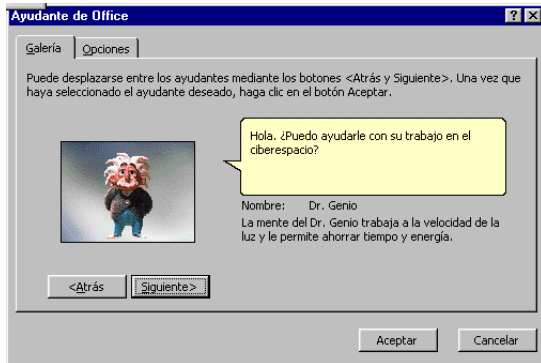 Ayudante de Office
Galería Opciones
Puede desplazarse entre los ayudantes mediante los botones <Atrás y Siguiente>. Una vez que
haya seleccionado el ayudante deseado, haga clic en el botón Aceptar.
Hola. ¿Puedo ayudarle con su trabajo en el
ciberespacio?
Nombre: Dr. Genio
La mente del Dr. Genio trabaja a la velocidad de la
luz y le permite ahorrar tiempo y energía.
<Atrás Siguiente>
Aceptar Cancelar